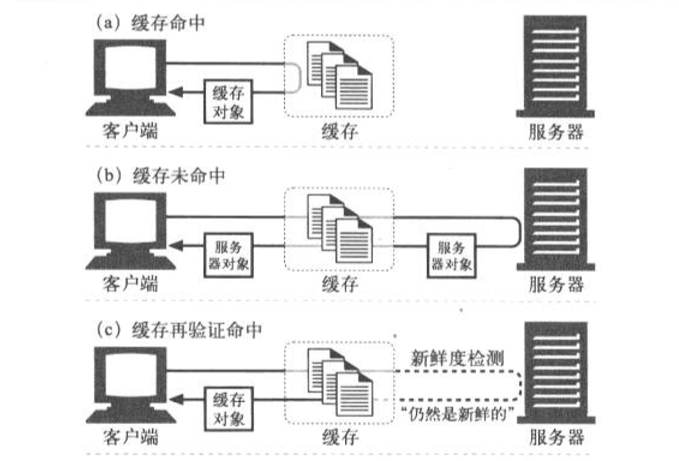 (a) 缓存命中
缓存
对象
客户端
缓存
服务器
(b) 缓存未命中
服务
器对象
服务
器对象
客户端
缓存
服务器
(c) 缓存再验证命中
新鲜度检测
缓存
对象
“仍然是新鲜的”
客户端
缓存
服务器